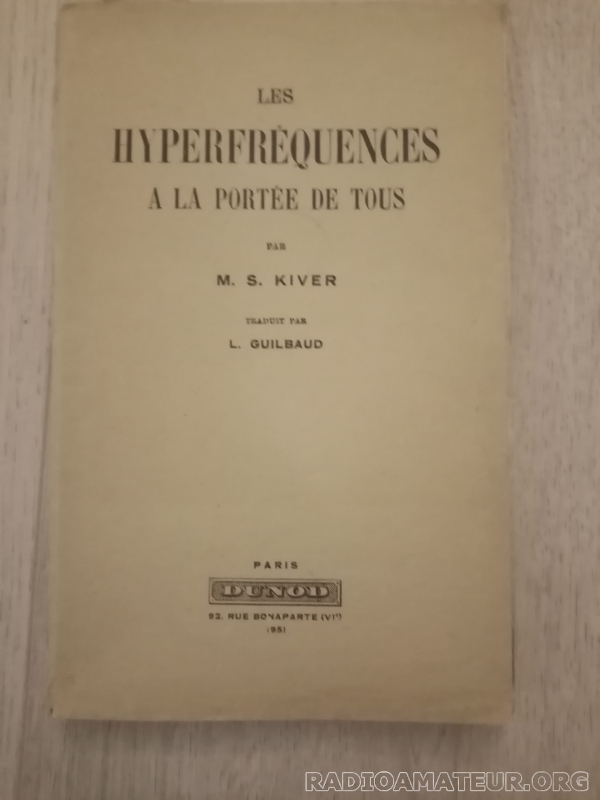 LES
HYPERFRÉQUENCES
A LA PORTÉE DE TOUS
PAR
M. S. KIVER
TRADUIT PAR
L. GUILBAUD
PARIS
DUNOD
92, RUE BONAPARTE (VIᵉ)
1951
RADIOAMATEUR.ORG